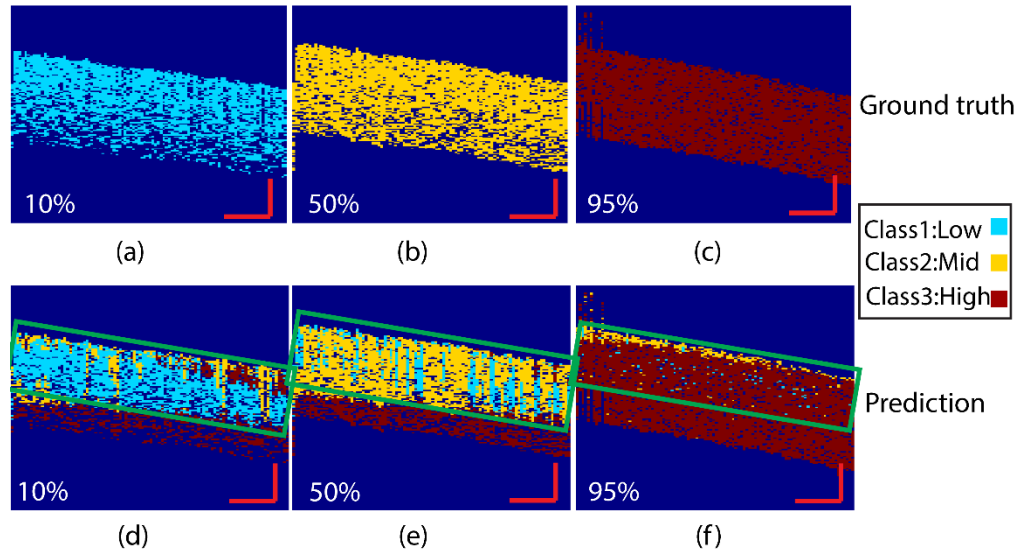 10%
50%
95%
Ground truth
(a)
(b)
(c)
Class1:Low
Class2:Mid
Class3:High
10%
50%
95%
Prediction
(d)
(e)
(f)